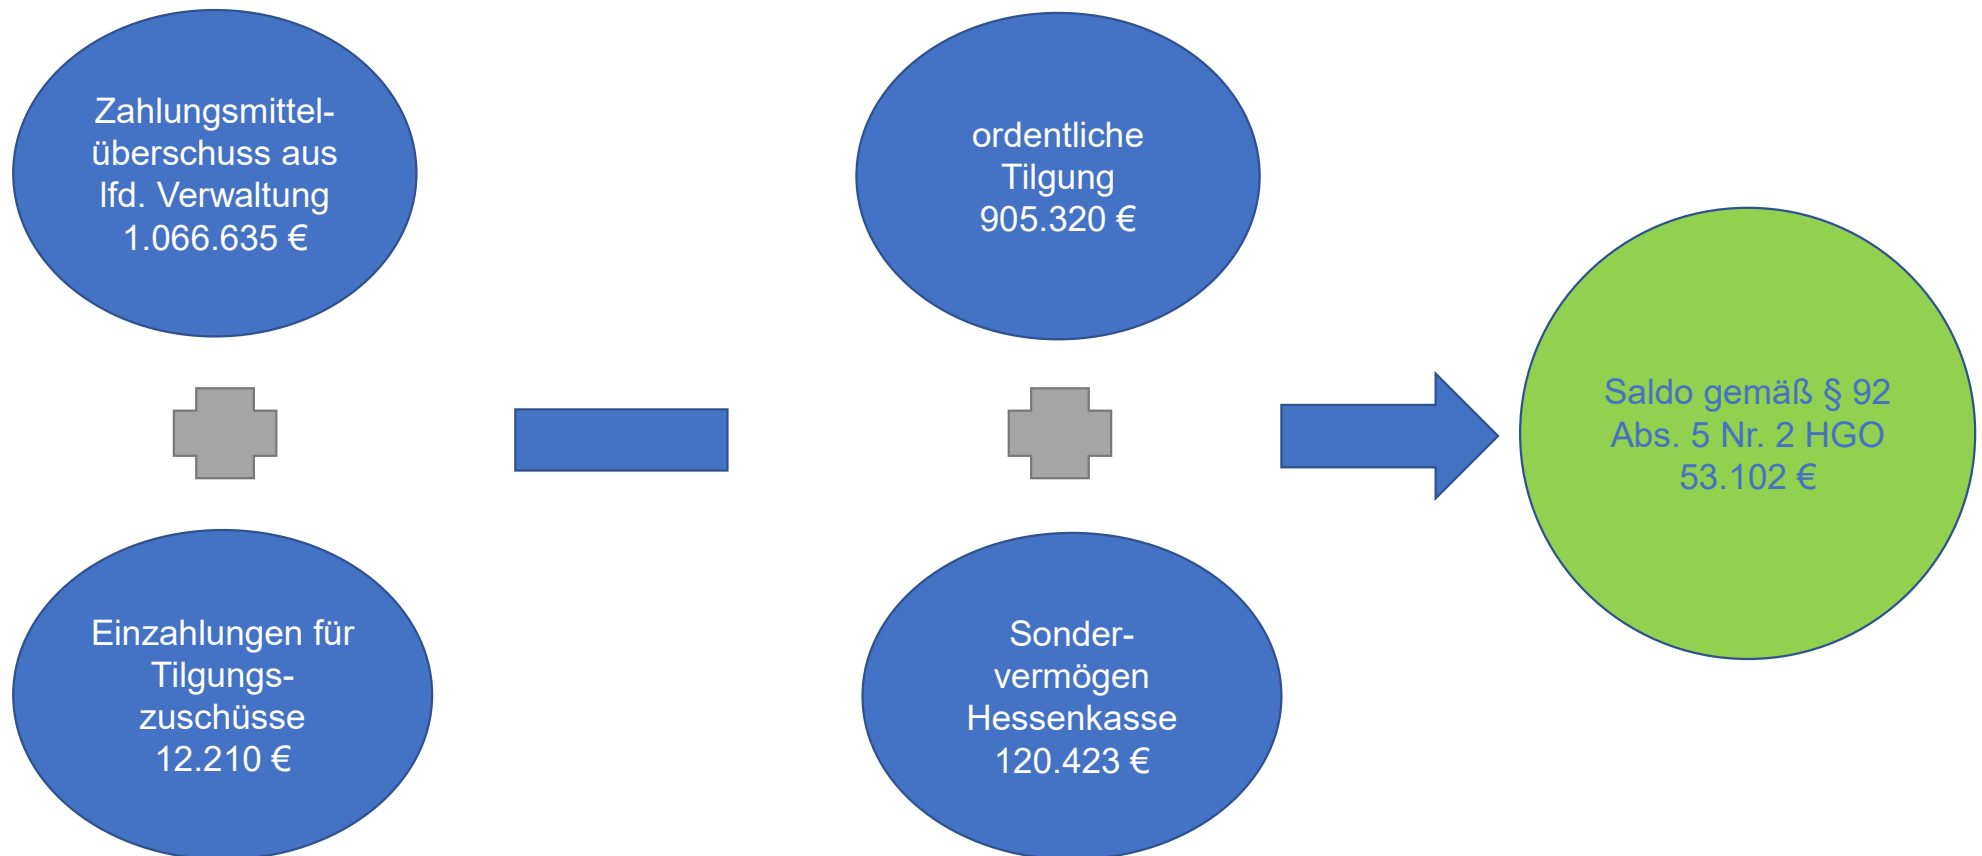 Zahlungsmittel-
überschuss aus
lfd. Verwaltung
1.066.635 €
Einzahlungen für
Tilgungs-
zuschüsse
12.210 €
ordentliche
Tilgung
905.320 €
Sonder-
vermögen
Hessenkasse
120.423 €
Saldo gemäß § 92
Abs. 5 Nr. 2 HGO
53.102 €